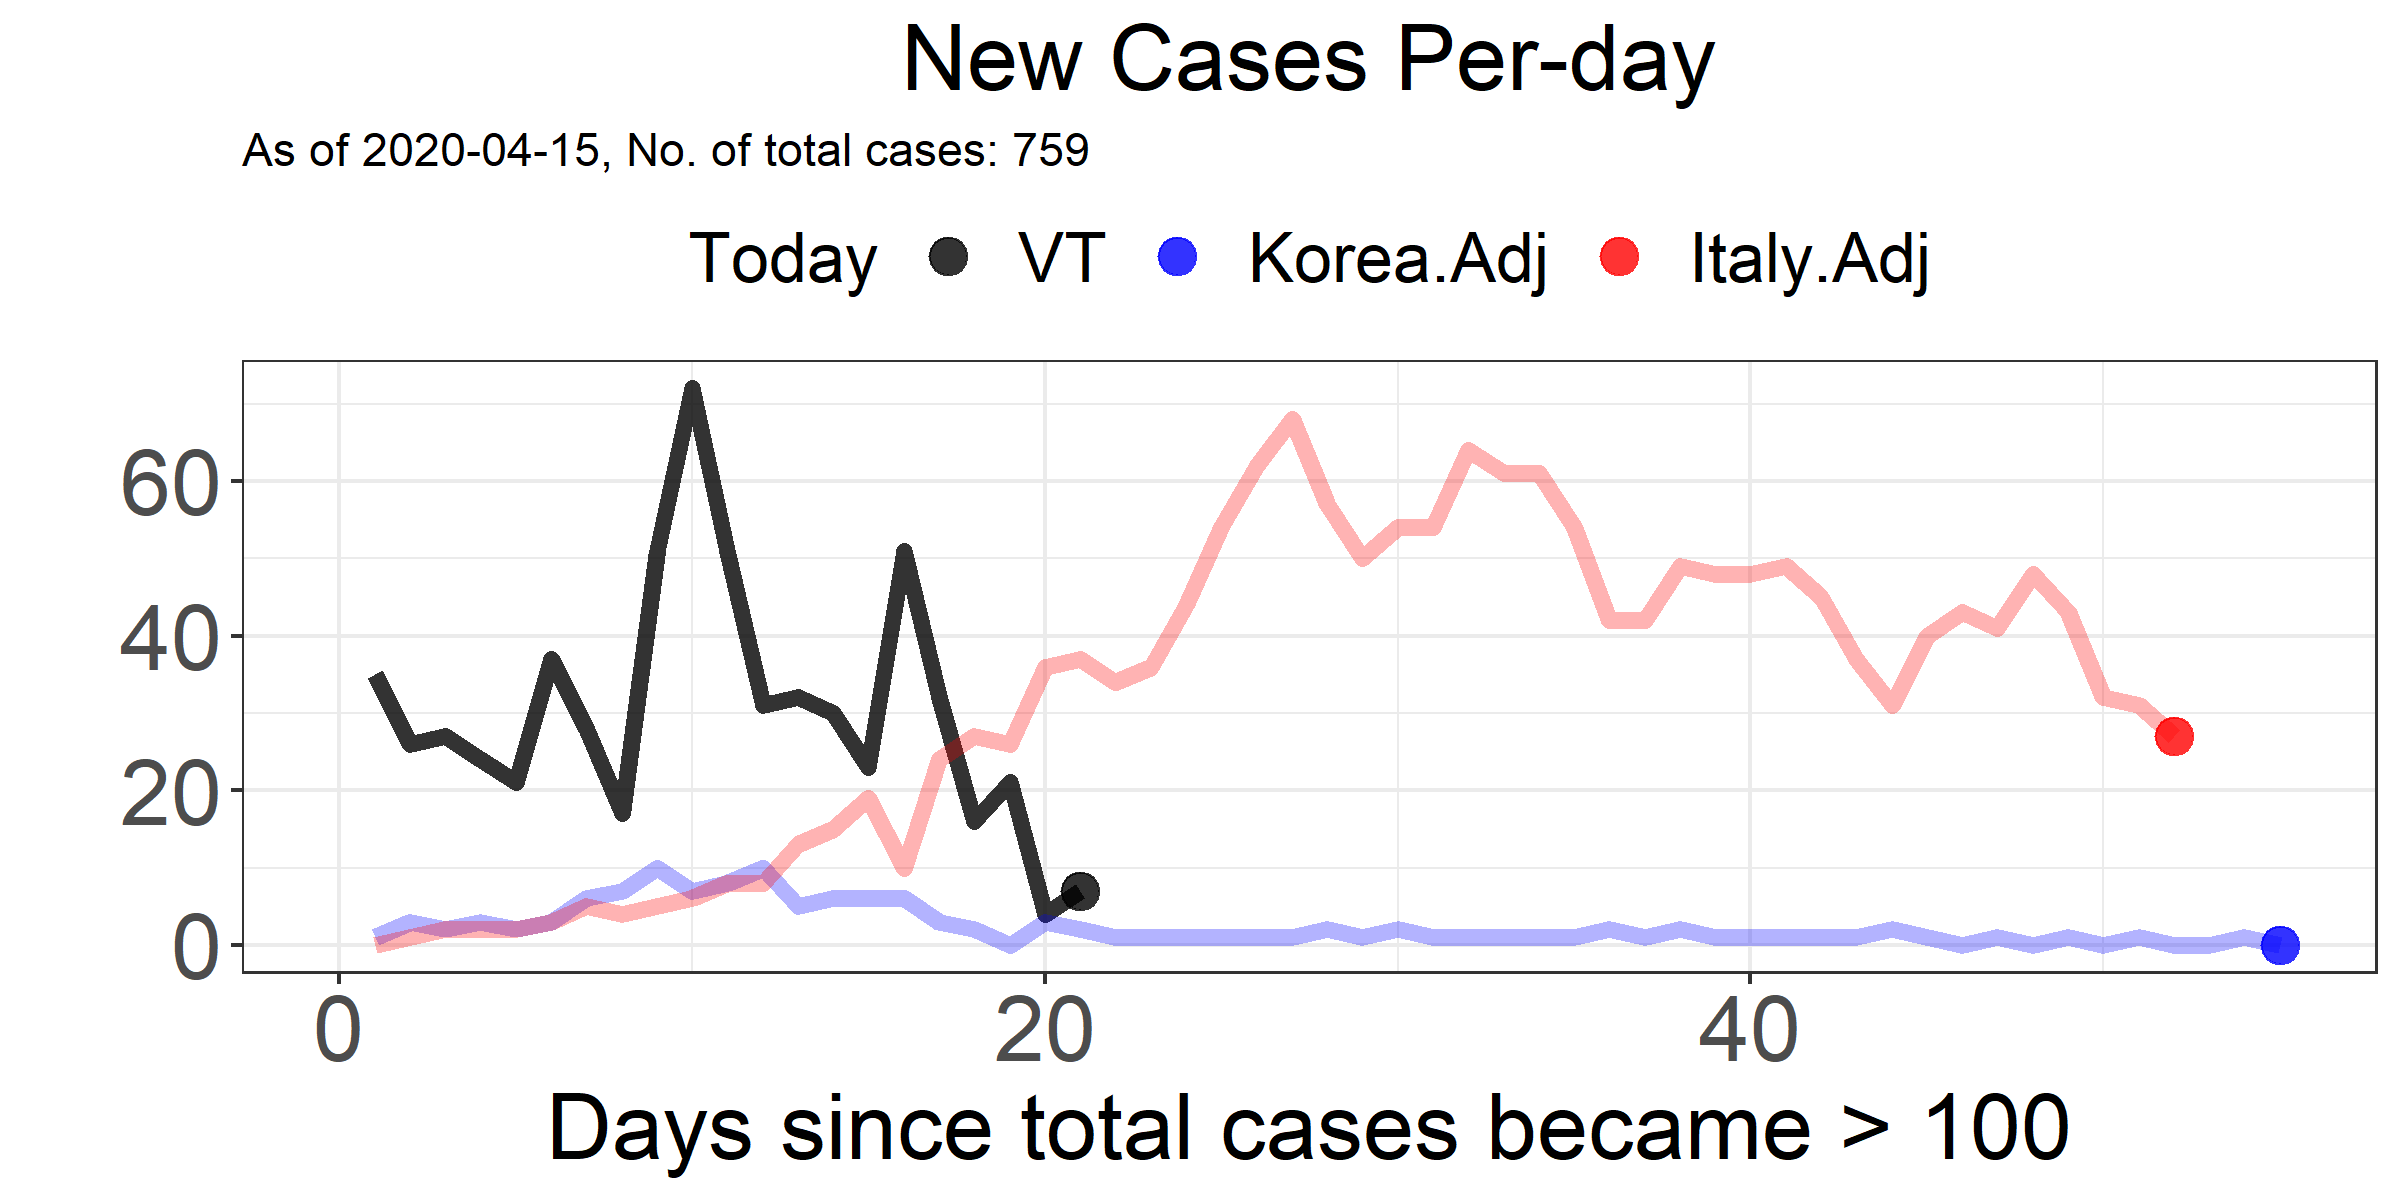 New Cases Per-day
As of 2020-04-15, No. of total cases: 759
Today VT Korea.Adj Italy.Adj
60
40
20
0
0 20 40
Days since total cases became > 100